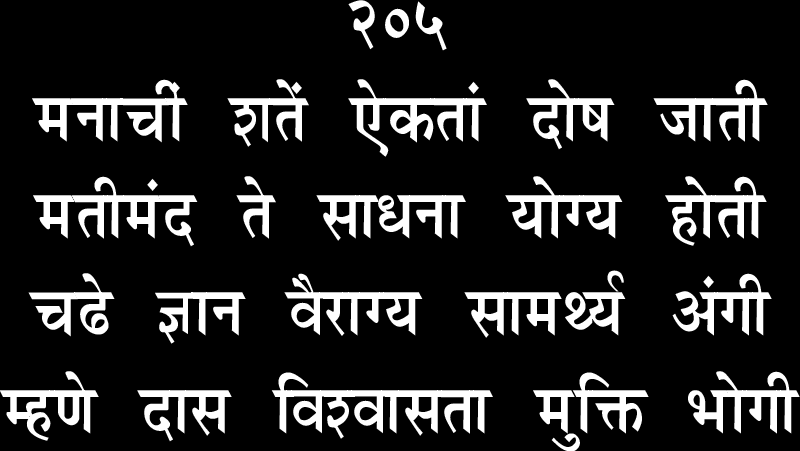 २०५
मनाचीं शतें ऐकतां दोष जाती
मतीमंद ते साधना योग्य होती
चढे ज्ञान वैराग्य सामर्थ्य अंगी
म्हणे दास विश्वासता मुक्ति भोगी